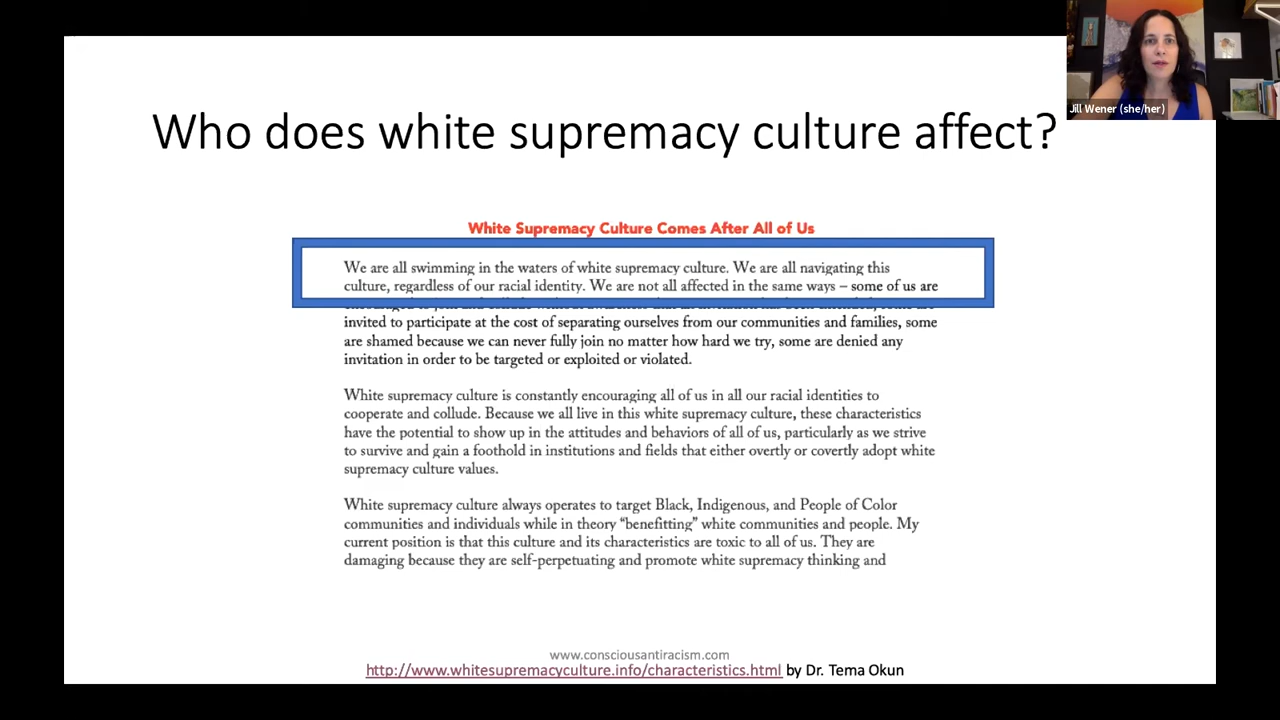 Jill Wener (she/her)
Who does white supremacy culture affect?
White Supremacy Culture Comes After All of Us
We are all swimming in the waters of white supremacy culture. We are all navigating this
culture, regardless of our racial identity. We are not all affected in the same ways – some of us are
invited to participate at the cost of separating ourselves from our communities and families, some
are shamed because we can never fully join no matter how hard we try, some are denied any
invitation in order to be targeted or exploited or violated.
White supremacy culture is constantly encouraging all of us in all our racial identities to
cooperate and collude. Because we all live in this white supremacy culture, these characteristics
have the potential to show up in the attitudes and behaviors of all of us, particularly as we strive
to survive and gain a foothold in institutions and fields that either overtly or covertly adopt white
supremacy culture values.
White supremacy culture always operates to target Black, Indigenous, and People of Color
communities and individuals while in theory “benefitting” white communities and people. My
current position is that this culture and its characteristics are toxic to all of us. They are
damaging because they are self-perpetuating and promote white supremacy thinking and
www.consciousantiracism.com
http://www.whitesupremacyculture.info/characteristics.html by Dr. Tema Okun